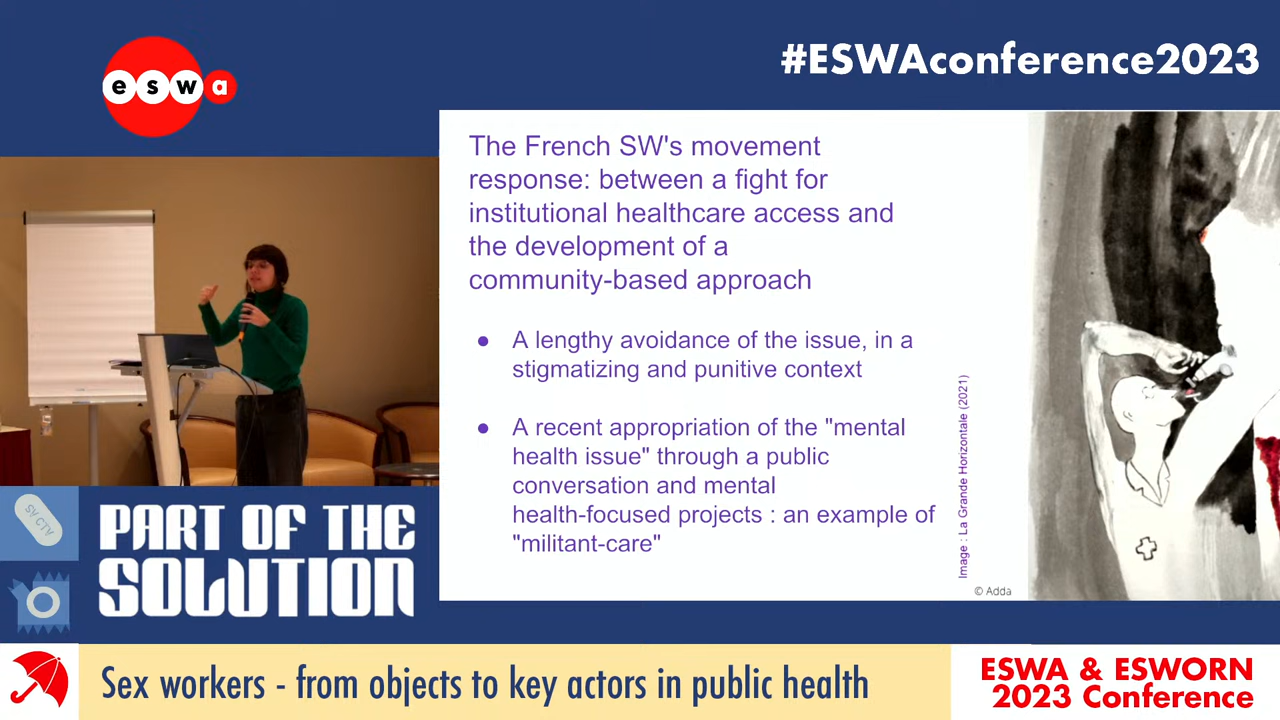 eswa
#ESWAconference2023
The French SW's movement
response: between a fight for
institutional healthcare access and
the development of a
community-based approach
● A lengthy avoidance of the issue, in a
stigmatizing and punitive context
● A recent appropriation of the "mental
health issue" through a public
conversation and mental
health-focused projects : an example of
"militant-care"
Image : La Grande Horizontale (2021)
© Adda
PART OF THE
SOLUTION
Sex workers - from objects to key actors in public health
ESWA & ESWORN
2023 Conference